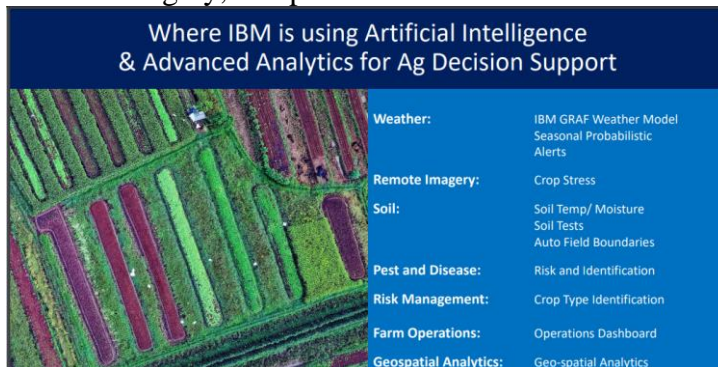 Where IBM is using Artificial Intelligence
& Advanced Analytics for Ag Decision Support
Weather: IBM GRAF Weather Model
Seasonal Probabilistic
Alerts
Remote Imagery: Crop Stress
Soil: Soil Temp/ Moisture
Soil Tests
Auto Field Boundaries
Pest and Disease: Risk and Identification
Risk Management: Crop Type Identification
Farm Operations: Operations Dashboard
Geospatial Analytics: Geo-spatial Analytics